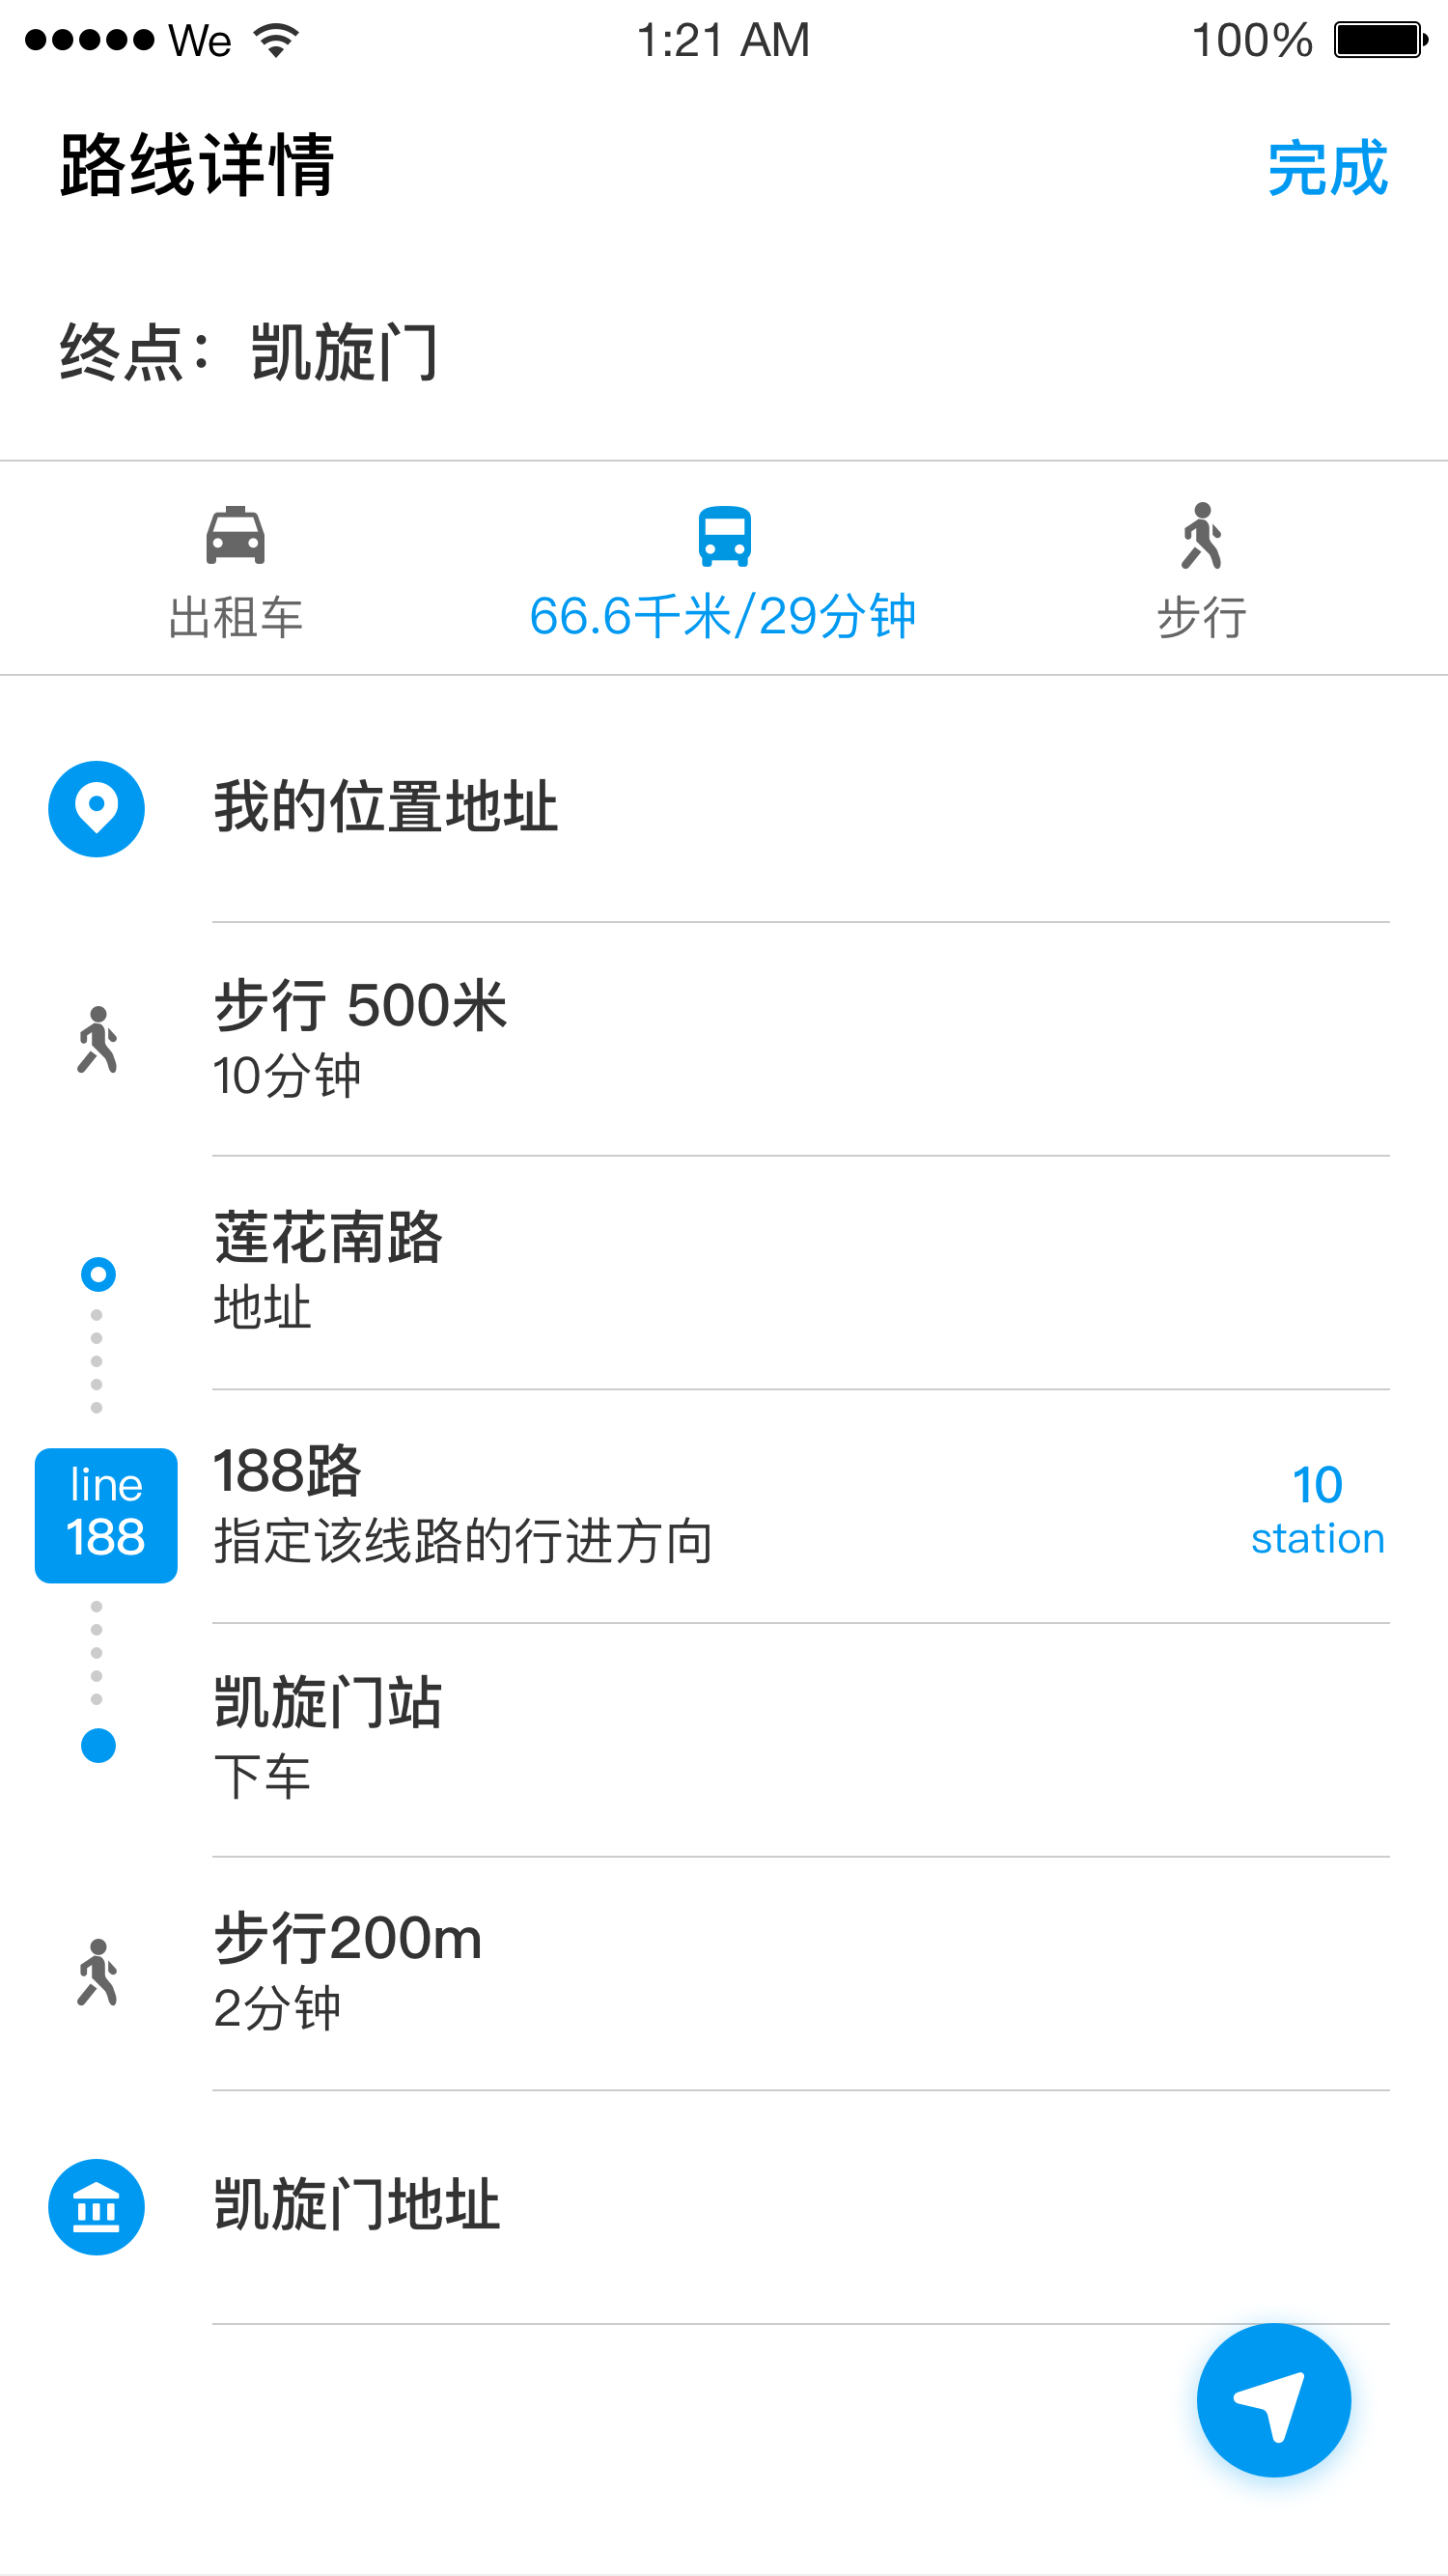 We 1:21 AM 100%
路线详情 完成
终点：凯旋门
出租车 66.6千米/29分钟 步行
我的位置地址
步行 500米
10分钟
莲花南路
地址
line
188
188路
指定该线路的行进方向
10
station
凯旋门站
下车
步行200m
2分钟
凯旋门地址